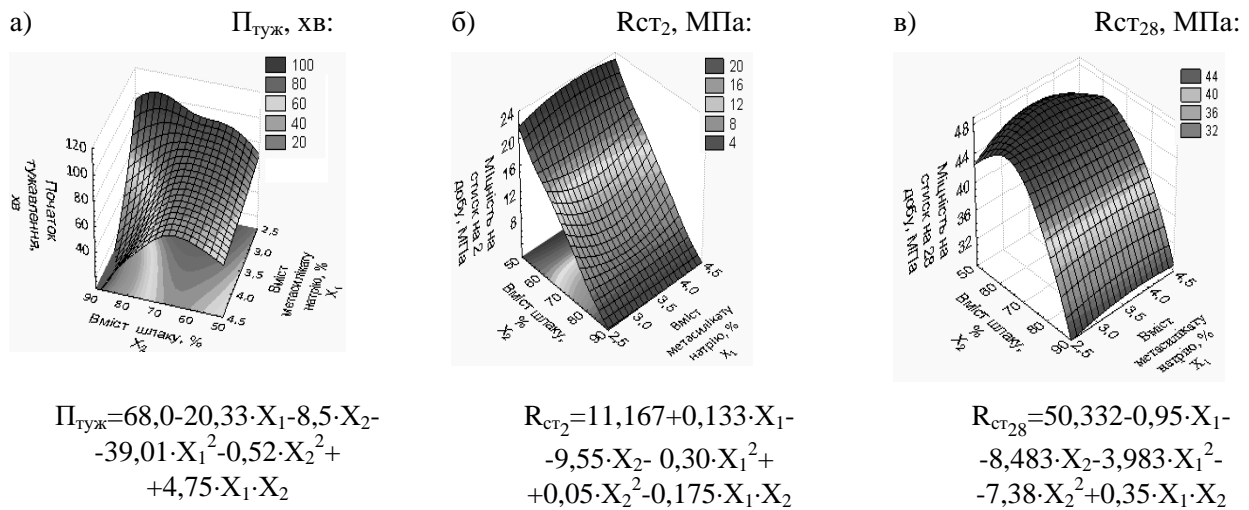 а) Птуж, хв:
б) Rст2, МПа:
в) Rст28, МПа:
100
80
60
40
20
120
100
80
60
40
Початок
тужавлення,
хв
90 80 70 60 50
Вміст шлаку, %
X2
2,5
3,0
3,5
4,0
4,5
Вміст
метасилікату
натрію, %
X1
20
16
12
8
4
24
20
16
12
8
Міцність на
стиск на 2
добу, МПа
50 60 70 80 90
Вміст шлаку,
%
X2
4,5
4,0
3,5
3,0
2,5
Вміст
метасилікату
натрію, %
X1
44
40
36
32
48
44
40
36
32
Міцність на
стиск на 28
добу, МПа
50 60 70 80 90
Вміст шлаку,
%
X2
4,5
4,0
3,5
3,0
2,5
Вміст
метасилікату
натрію, %
X1
Птуж=68,0-20,33·X1-8,5·X2-
-39,01·X1²-0,52·X2²+
+4,75·X1·X2
Rст2=11,167+0,133·X1-
-9,55·X2- 0,30·X1²+
+0,05·X2²-0,175·X1·X2
Rст28=50,332-0,95·X1-
-8,483·X2-3,983·X1²-
-7,38·X2²+0,35·X1·X2